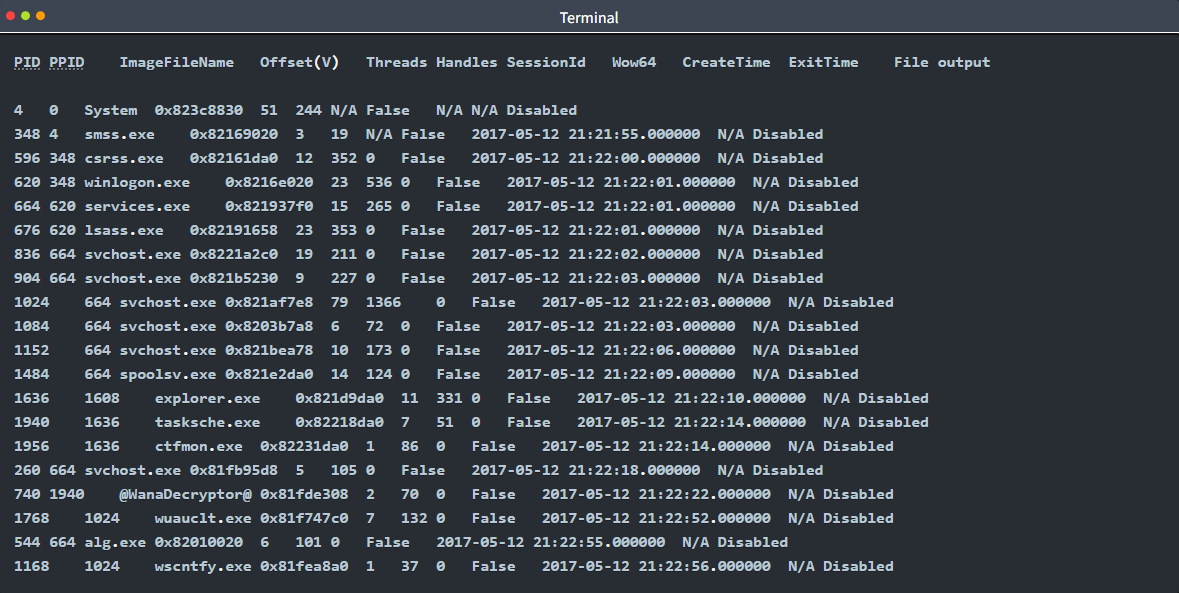 Terminal
PID PPID ImageFileName Offset(V) Threads Handles SessionId Wow64 CreateTime ExitTime File output
4 0 System 0x823c8830 51 244 N/A False N/A N/A Disabled
348 4 smss.exe 0x82169020 3 19 N/A False 2017-05-12 21:21:55.000000 N/A Disabled
596 348 csrss.exe 0x82161da0 12 352 0 False 2017-05-12 21:22:00.000000 N/A Disabled
620 348 winlogon.exe 0x8216e020 23 536 0 False 2017-05-12 21:22:01.000000 N/A Disabled
664 620 services.exe 0x821937f0 15 265 0 False 2017-05-12 21:22:01.000000 N/A Disabled
676 620 lsass.exe 0x82191658 23 353 0 False 2017-05-12 21:22:01.000000 N/A Disabled
836 664 svchost.exe 0x8221a2c0 19 211 0 False 2017-05-12 21:22:02.000000 N/A Disabled
904 664 svchost.exe 0x821b5230 9 227 0 False 2017-05-12 21:22:03.000000 N/A Disabled
1024 664 svchost.exe 0x821af7e8 79 1366 0 False 2017-05-12 21:22:03.000000 N/A Disabled
1084 664 svchost.exe 0x8203b7a8 6 72 0 False 2017-05-12 21:22:03.000000 N/A Disabled
1152 664 svchost.exe 0x821bea78 10 173 0 False 2017-05-12 21:22:06.000000 N/A Disabled
1484 664 spoolsv.exe 0x821e2da0 14 124 0 False 2017-05-12 21:22:09.000000 N/A Disabled
1636 1608 explorer.exe 0x821d9da0 11 331 0 False 2017-05-12 21:22:10.000000 N/A Disabled
1940 1636 tasksche.exe 0x82218da0 7 51 0 False 2017-05-12 21:22:14.000000 N/A Disabled
1956 1636 ctfmon.exe 0x82231da0 1 86 0 False 2017-05-12 21:22:14.000000 N/A Disabled
260 664 svchost.exe 0x81fb95d8 5 105 0 False 2017-05-12 21:22:18.000000 N/A Disabled
740 1940 @WanaDecryptor@ 0x81fde308 2 70 0 False 2017-05-12 21:22:22.000000 N/A Disabled
1768 1024 wuauclt.exe 0x81f747c0 7 132 0 False 2017-05-12 21:22:52.000000 N/A Disabled
544 664 alg.exe 0x82010020 6 101 0 False 2017-05-12 21:22:55.000000 N/A Disabled
1168 1024 wscntfy.exe 0x81fea8a0 1 37 0 False 2017-05-12 21:22:56.000000 N/A Disabled